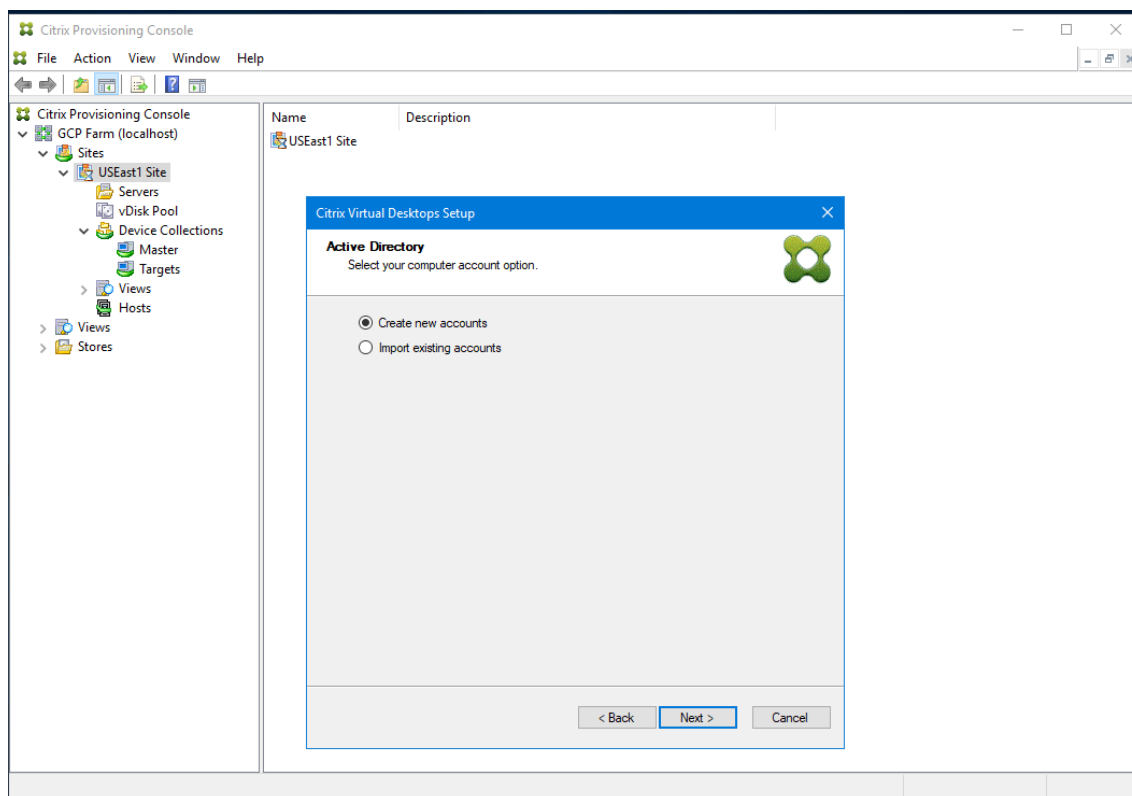 Citrix Provisioning Console
File Action View Window Help
Citrix Provisioning Console
GCP Farm (localhost)
Sites
USEast1 Site
Servers
vDisk Pool
Device Collections
Master
Targets
Views
Hosts
Views
Stores
Name Description
USEast1 Site
Citrix Virtual Desktops Setup
Active Directory
Select your computer account option.
Create new accounts
Import existing accounts
< Back Next > Cancel